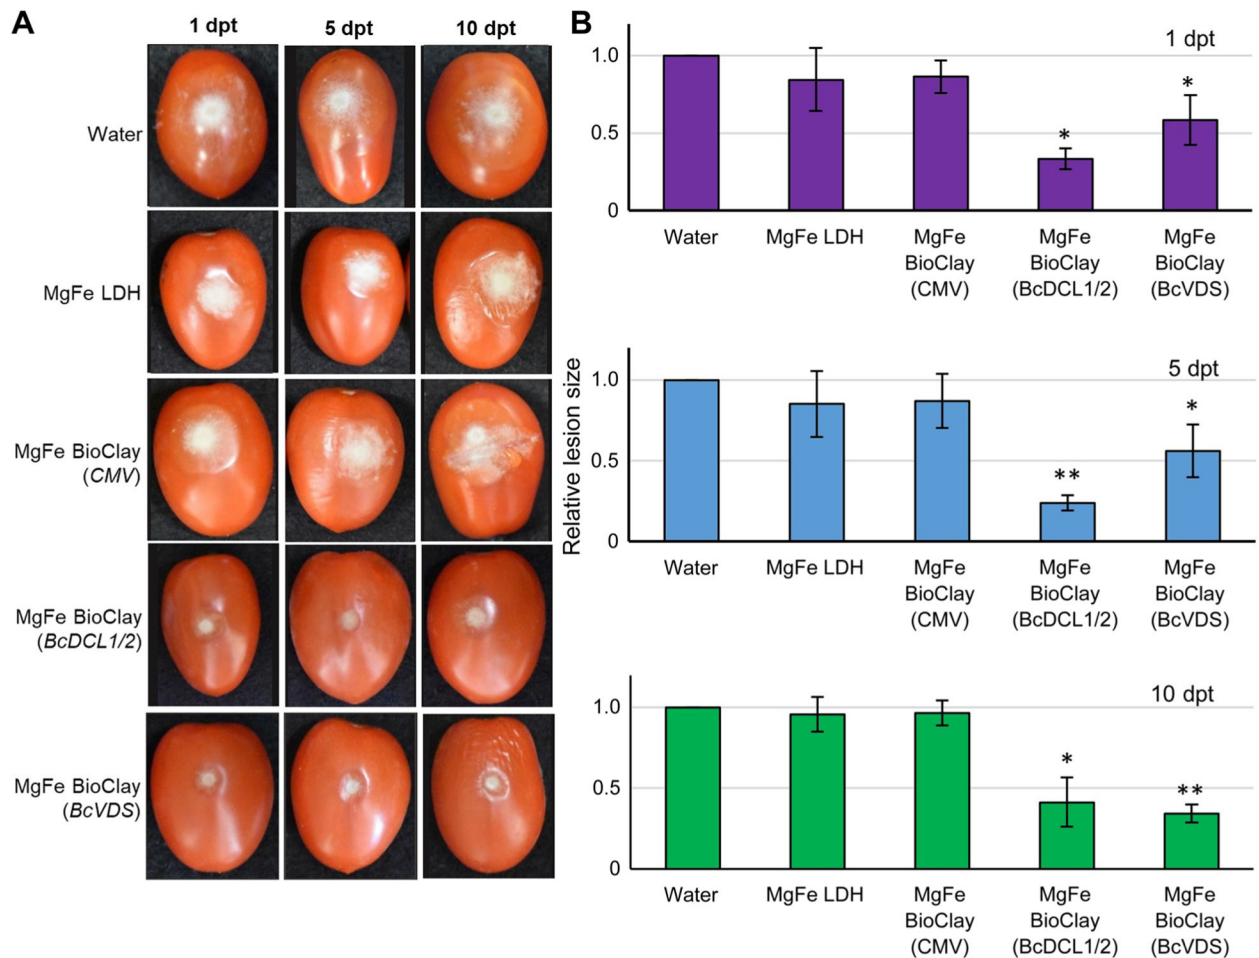 A
1 dpt
5 dpt
10 dpt
Water
MgFe LDH
MgFe BioClay
(CMV)
MgFe BioClay
(BcDCL1/2)
MgFe BioClay
(BcVDS)
B
Relative lesion size
1 dpt
1.0
0.5
0
*
*
Water
MgFe LDH
MgFe
BioClay
(CMV)
MgFe
BioClay
(BcDCL1/2)
MgFe
BioClay
(BcVDS)
5 dpt
1.0
0.5
0
**
*
Water
MgFe LDH
MgFe
BioClay
(CMV)
MgFe
BioClay
(BcDCL1/2)
MgFe
BioClay
(BcVDS)
10 dpt
1.0
0.5
0
*
**
Water
MgFe LDH
MgFe
BioClay
(CMV)
MgFe
BioClay
(BcDCL1/2)
MgFe
BioClay
(BcVDS)